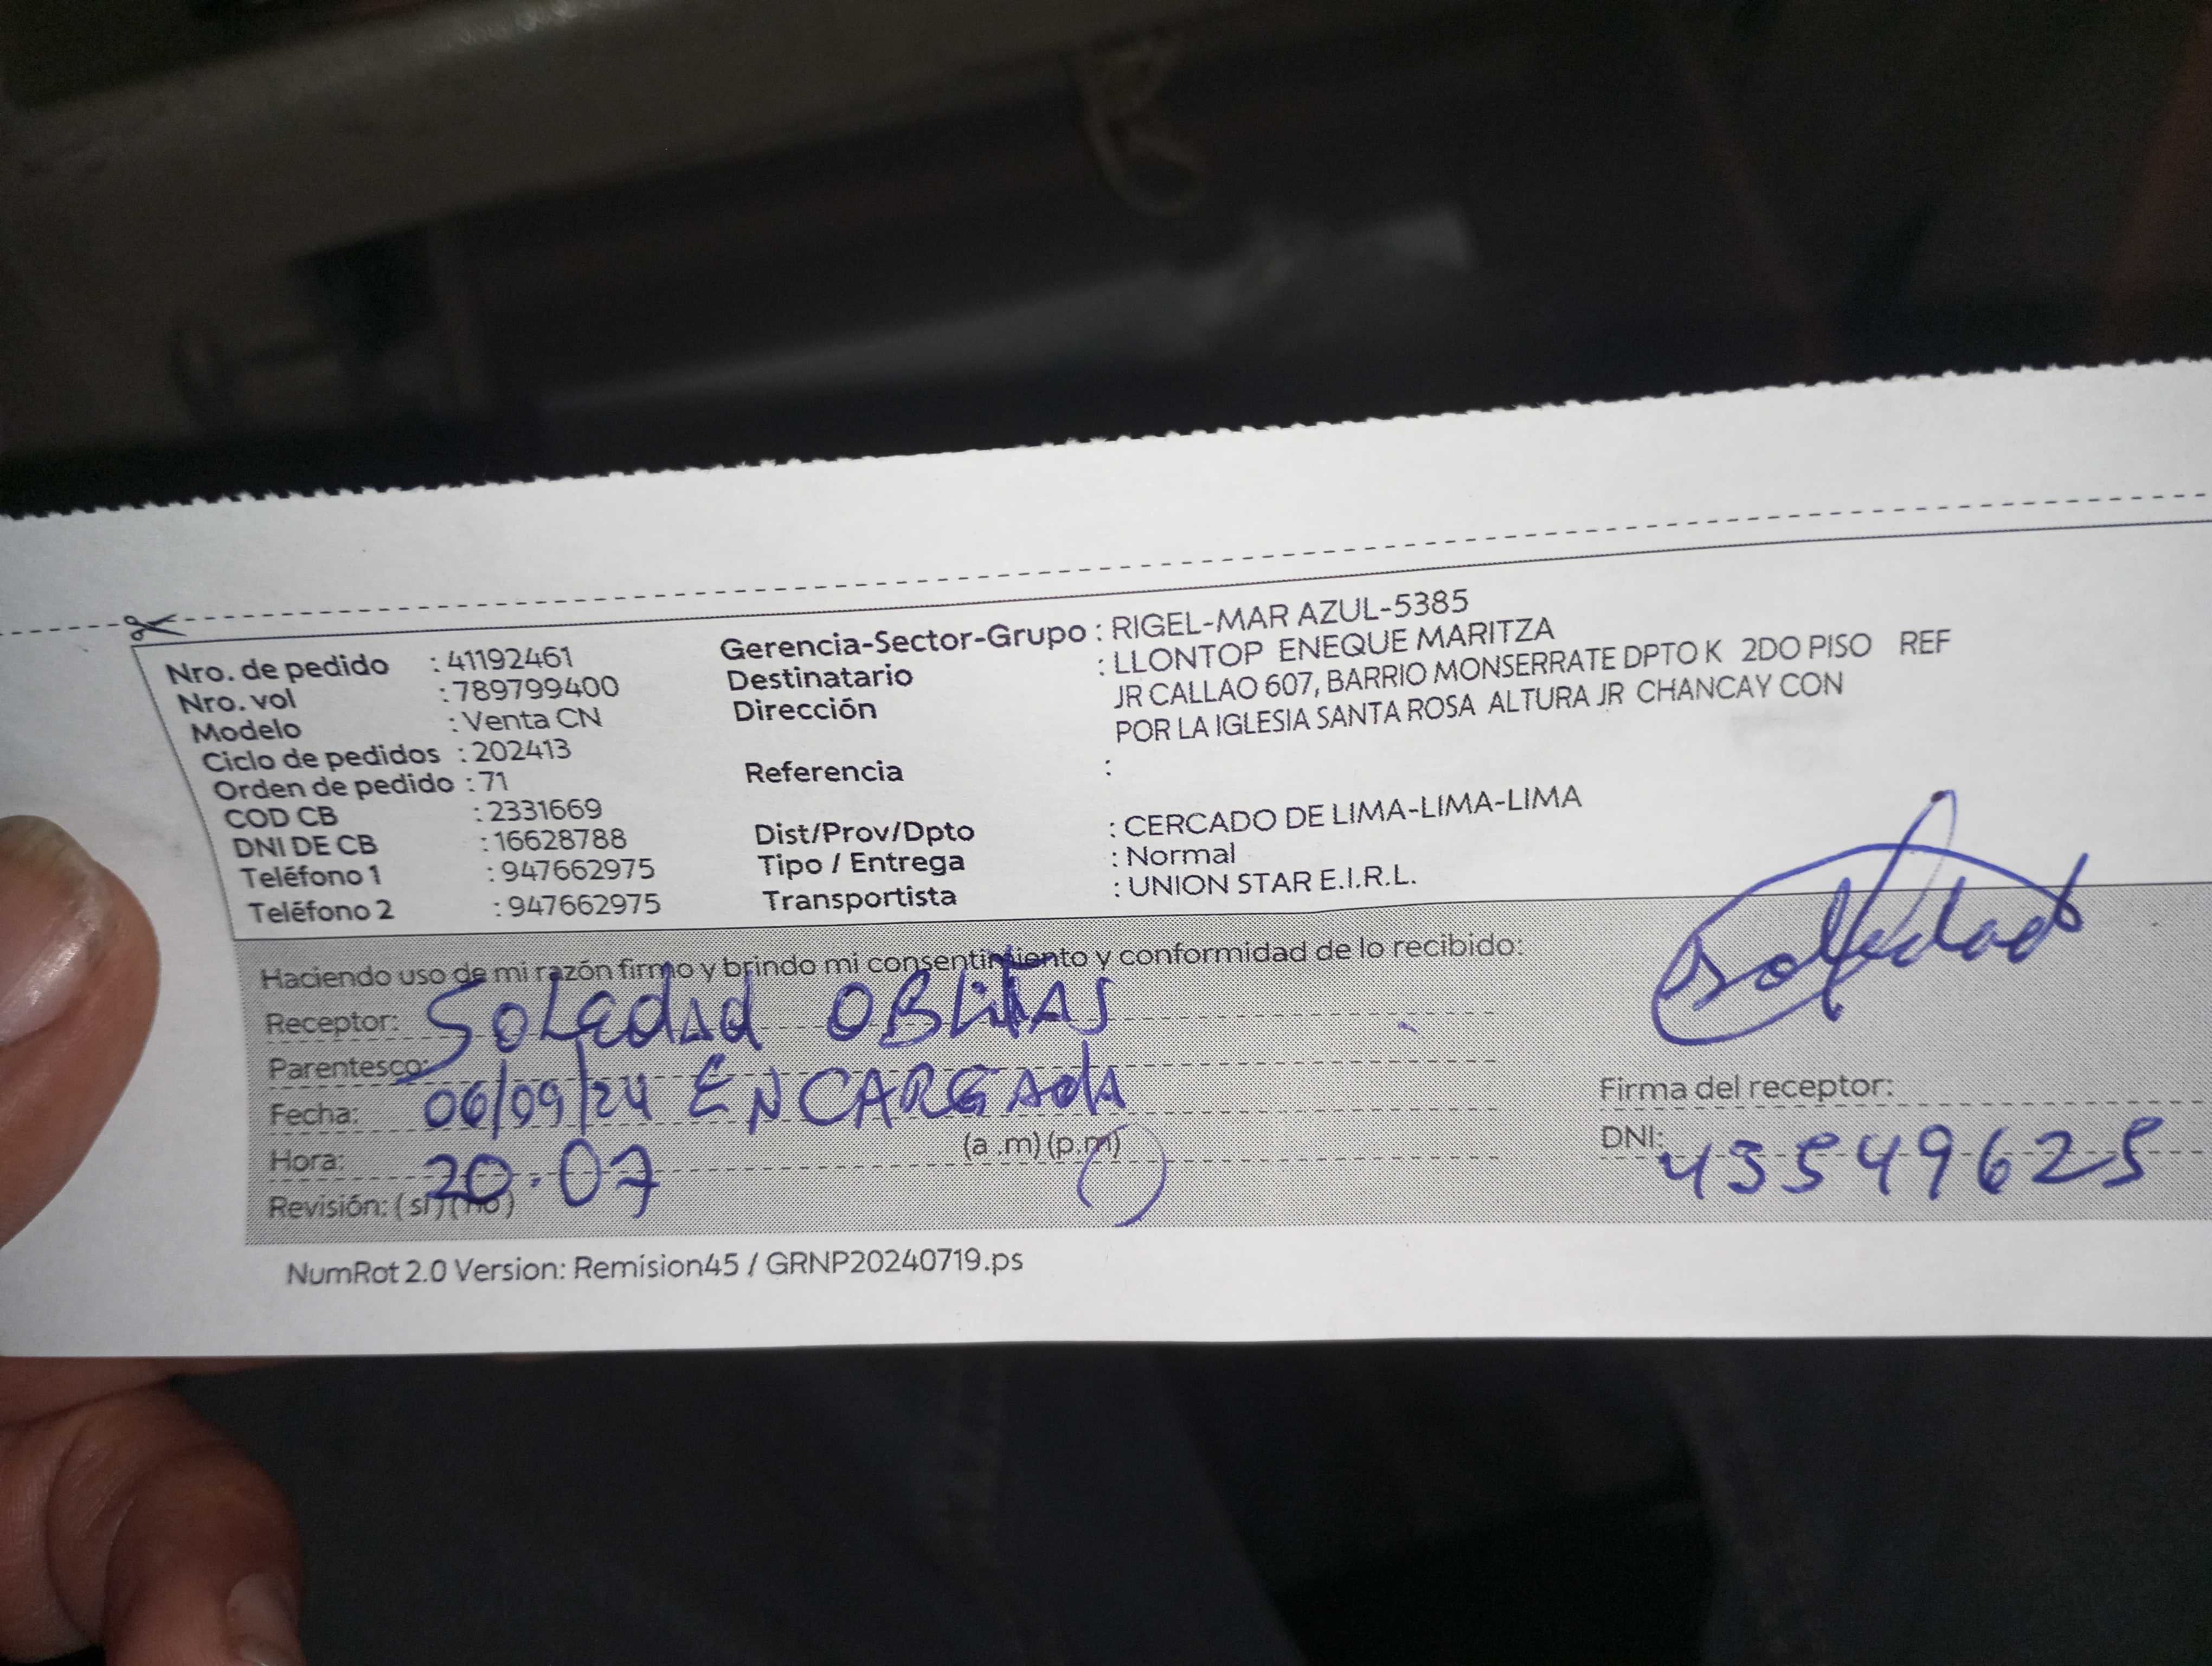 Nro. de pedido : 41192461
Nro. vol : 789799400
Modelo : Venta CN
Ciclo de pedidos : 202413
Orden de pedido : 71
COD CB : 2331669
DNI DE CB : 16628788
Teléfono 1 : 947662975
Teléfono 2 : 947662975
Gerencia-Sector-Grupo : RIGEL-MAR AZUL-5385
Destinatario : LLONTOP ENEQUE MARITZA
Dirección JR CALLAO 607, BARRIO MONSERRATE DPTO K 2DO PISO REF
POR LA IGLESIA SANTA ROSA ALTURA JR CHANCAY CON
Referencia :
Dist/Prov/Dpto : CERCADO DE LIMA-LIMA-LIMA
Tipo / Entrega : Normal
Transportista : UNION STAR E.I.R.L.
Haciendo uso de mi razón firmo y brindo mi consentimiento y conformidad de lo recibido:
Receptor: SOLEDAD OBLITAS
Parentesco:
Fecha: 06/09/24 ENCARGADA
Hora: 20.07 (a .m) (p.m)
Revisión: ( si ) ( no )
Soledad
Firma del receptor:
DNI: 43549625
NumRot 2.0 Version: Remision45 / GRNP20240719.ps